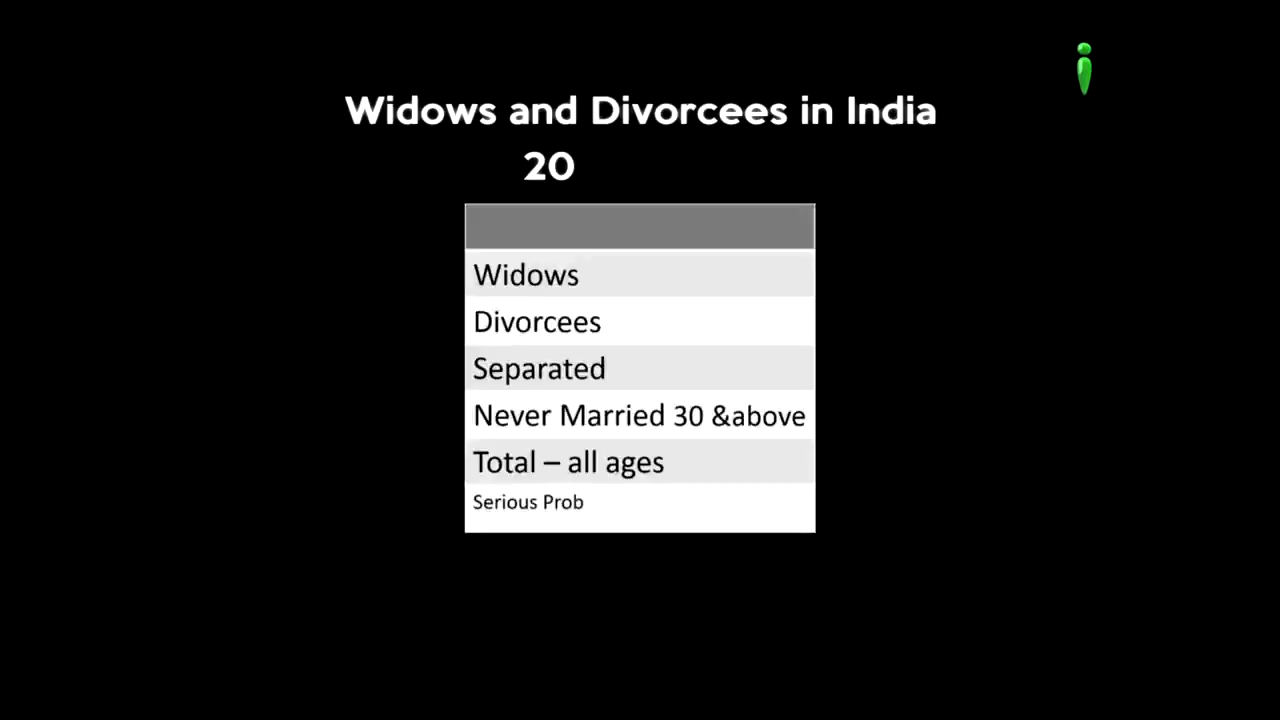 Widows and Divorcees in India
20
Widows
Divorcees
Separated
Never Married 30 &above
Total – all ages
Serious Prob